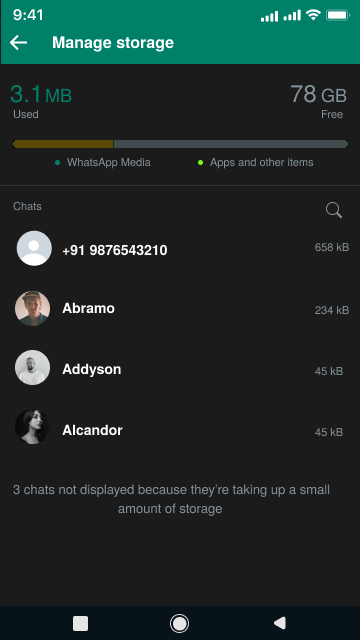 9:41
Manage storage
3.1 MB
78 GB
Used
Free
WhatsApp Media
Apps and other items
Chats
+91 9876543210
658 kB
Abramo
234 kB
Addyson
45 kB
Alcandor
45 kB
3 chats not displayed because they're taking up a small
amount of storage